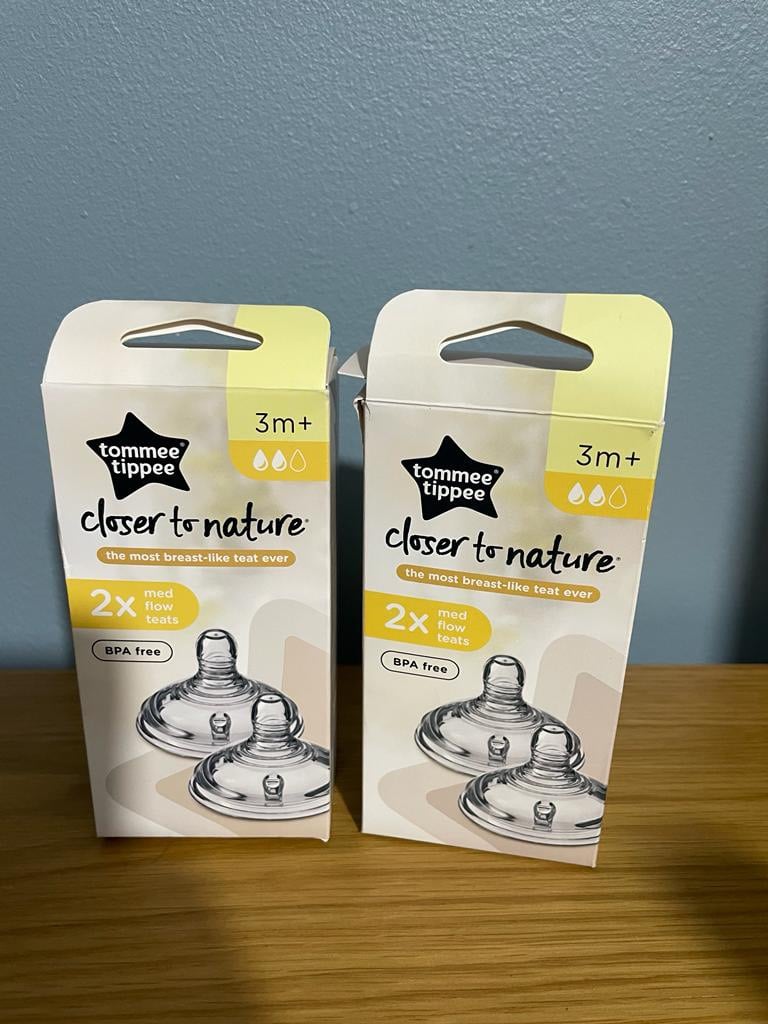 3m+
tommee®
tippee
closer to nature®
the most breast-like teat ever
2x
med
flow
teats
BPA free
3m+
tommee®
tippee
closer to nature®
the most breast-like teat ever
2x
med
flow
teats
BPA free